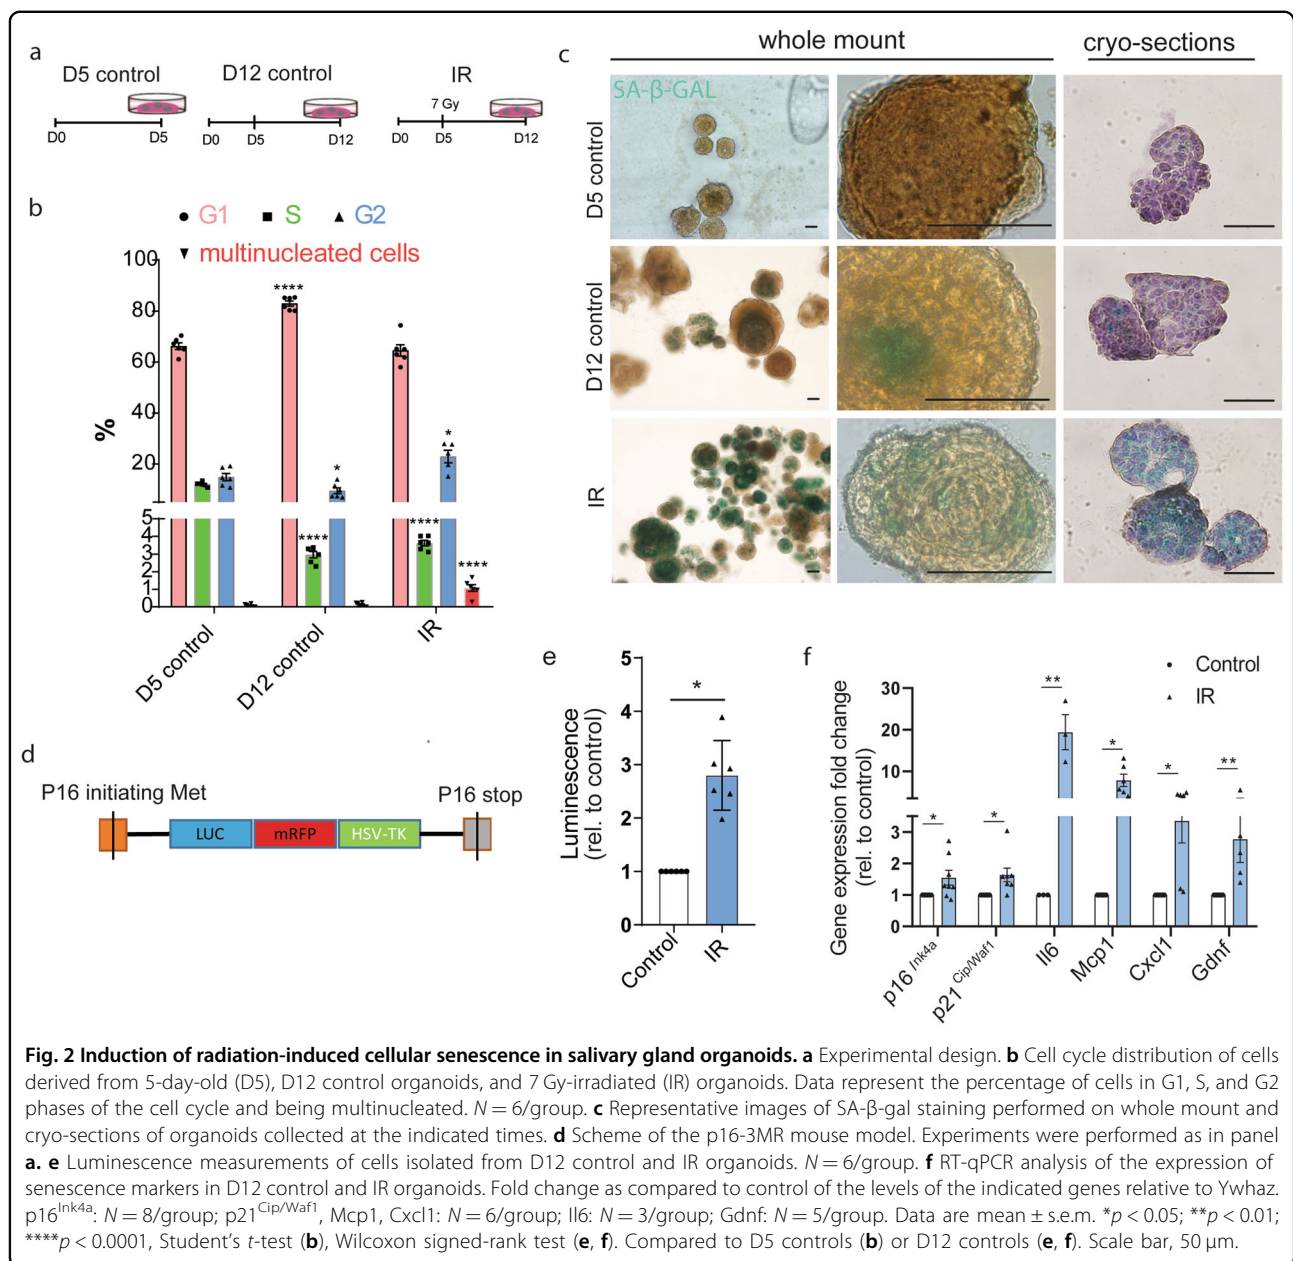 a
D5 control
D12 control
IR
7 Gy
D0
D5
D0
D5
D12
D0
D5
D12
b
G1
S
G2
multinucleated cells
%
100
80
60
40
20
5
4
3
2
1
0
****
****
*
****
*
****
D5 control
D12 control
IR
c
whole mount
cryo-sections
SA-β-GAL
D5 control
D12 control
IR
d
P16 initiating Met
P16 stop
LUC
mRFP
HSV-TK
e
Luminescence
(rel. to control)
5
4
3
2
1
0
*
Control
IR
f
Control
IR
Gene expression fold change
(rel. to control)
30
20
10
3
2
1
0
*
*
**
*
*
**
p16 Ink4a
p21 Cip/Waf1
Il6
Mcp1
Cxcl1
Gdnf
Fig. 2 Induction of radiation-induced cellular senescence in salivary gland organoids. a Experimental design. b Cell cycle distribution of cells
derived from 5-day-old (D5), D12 control organoids, and 7 Gy-irradiated (IR) organoids. Data represent the percentage of cells in G1, S, and G2
phases of the cell cycle and being multinucleated. N = 6/group. c Representative images of SA-β-gal staining performed on whole mount and
cryo-sections of organoids collected at the indicated times. d Scheme of the p16-3MR mouse model. Experiments were performed as in panel
a. e Luminescence measurements of cells isolated from D12 control and IR organoids. N = 6/group. f RT-qPCR analysis of the expression of
senescence markers in D12 control and IR organoids. Fold change as compared to control of the levels of the indicated genes relative to Ywhaz.
p16Ink4a: N = 8/group; p21Cip/Waf1, Mcp1, Cxcl1: N = 6/group; Il6: N = 3/group; Gdnf: N = 5/group. Data are mean ± s.e.m. *p < 0.05; **p < 0.01;
****p < 0.0001, Student's t-test (b), Wilcoxon signed-rank test (e, f). Compared to D5 controls (b) or D12 controls (e, f). Scale bar, 50 μm.